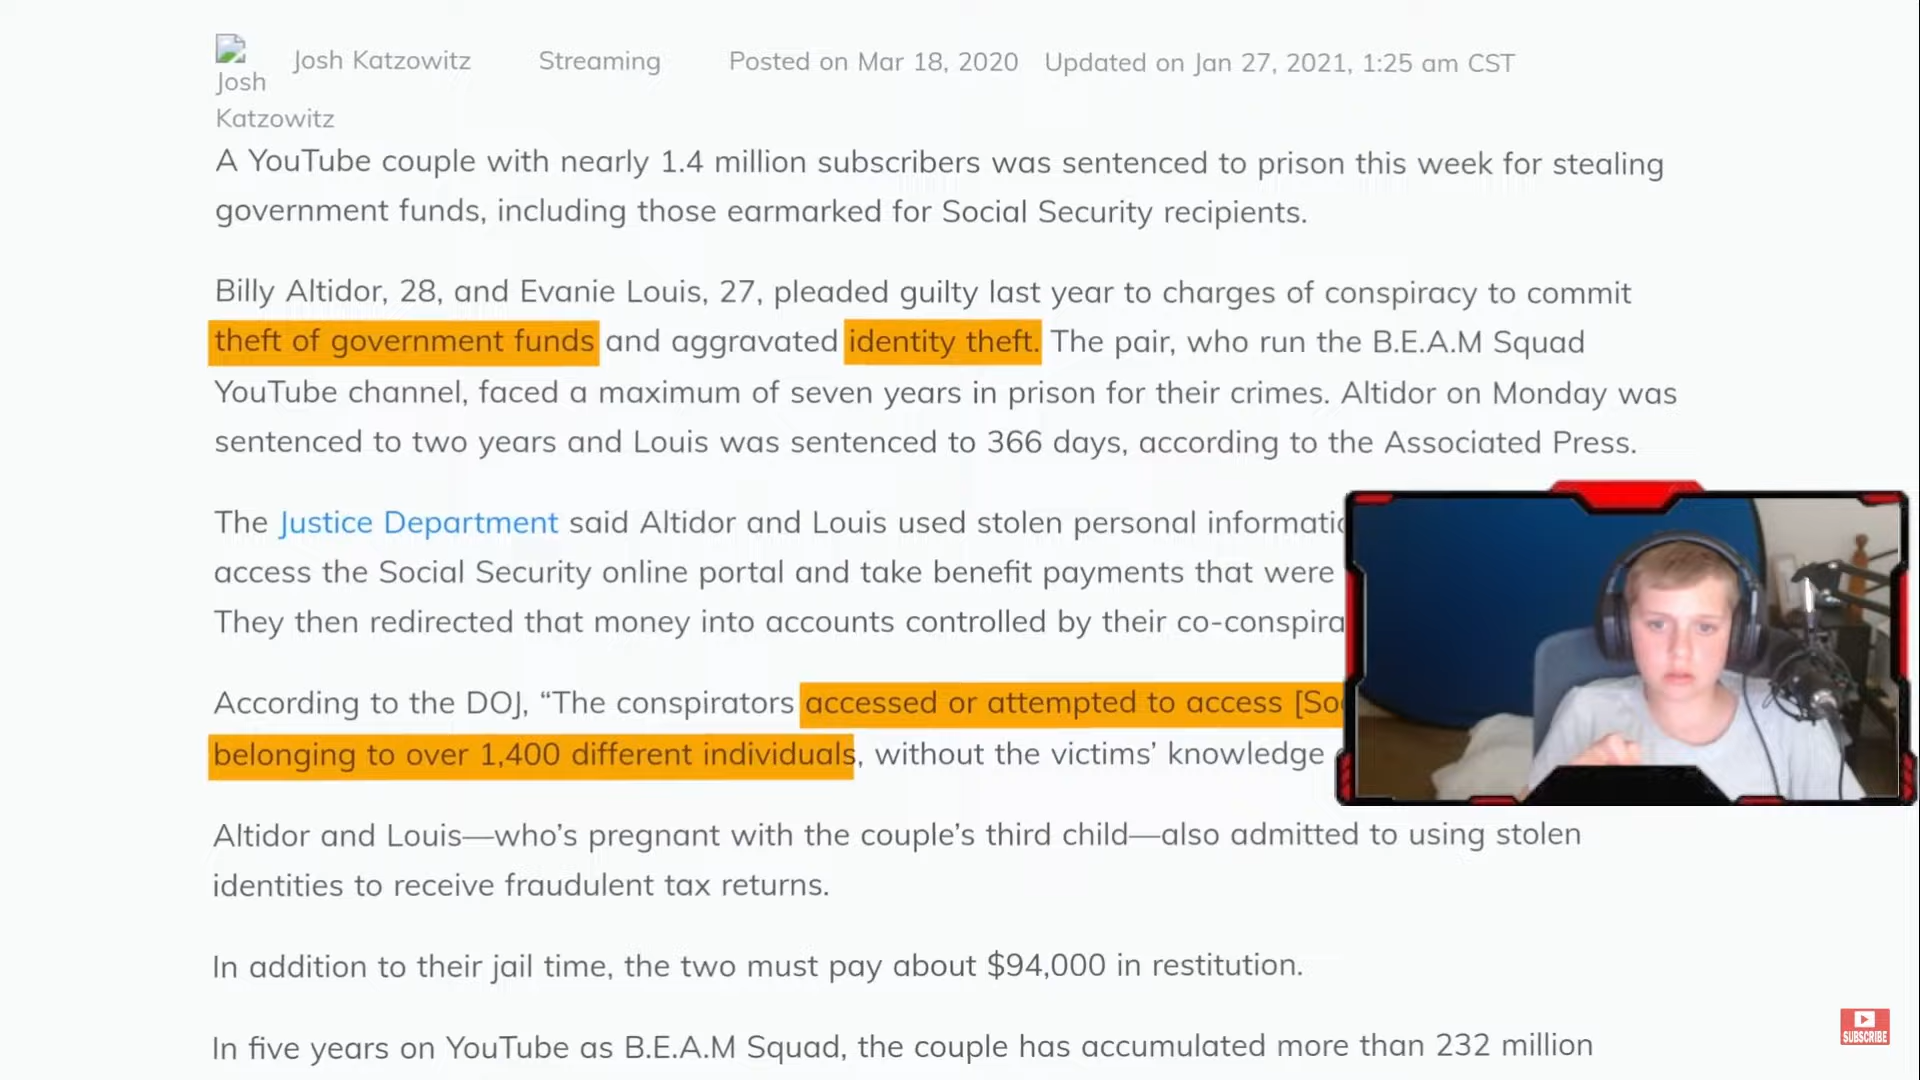 Josh Katzowitz Streaming Posted on Mar 18, 2020 Updated on Jan 27, 2021, 1:25 am CST
Josh
Katzowitz
A YouTube couple with nearly 1.4 million subscribers was sentenced to prison this week for stealing
government funds, including those earmarked for Social Security recipients.
Billy Altidor, 28, and Evanie Louis, 27, pleaded guilty last year to charges of conspiracy to commit
theft of government funds and aggravated identity theft. The pair, who run the B.E.A.M Squad
YouTube channel, faced a maximum of seven years in prison for their crimes. Altidor on Monday was
sentenced to two years and Louis was sentenced to 366 days, according to the Associated Press.
The Justice Department said Altidor and Louis used stolen personal informatio
access the Social Security online portal and take benefit payments that were
They then redirected that money into accounts controlled by their co-conspira
According to the DOJ, “The conspirators accessed or attempted to access [So
belonging to over 1,400 different individuals, without the victims’ knowledge
Altidor and Louis—who’s pregnant with the couple’s third child—also admitted to using stolen
identities to receive fraudulent tax returns.
In addition to their jail time, the two must pay about $94,000 in restitution.
SUBSCRIBE
In five years on YouTube as B.E.A.M Squad, the couple has accumulated more than 232 million